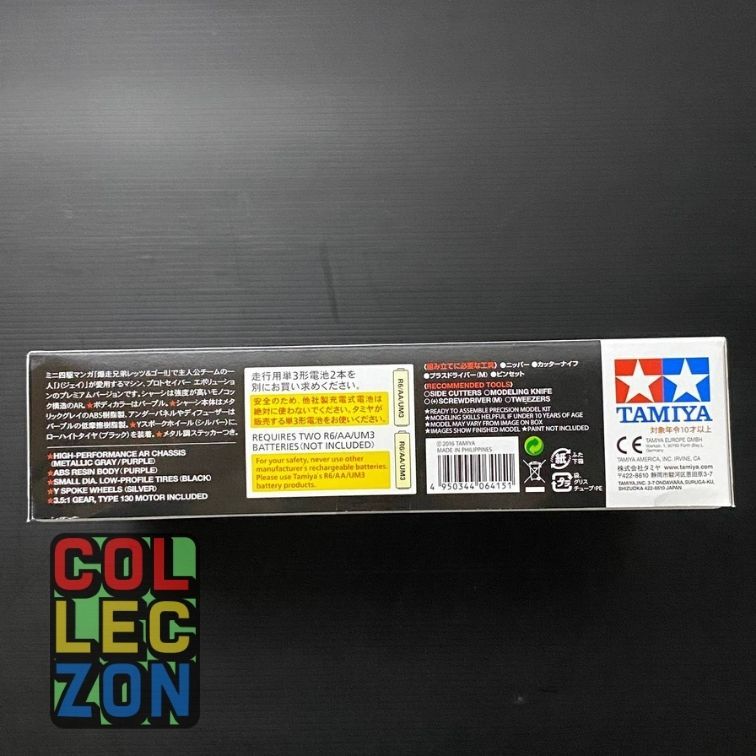 ミニ四駆マンガ「爆走兄弟レッツ&ゴー!!」で主人公チームの一
人J(ジェイ)が愛用するマシン、プロトセイバー エボリューショ
ンのプレミアムバージョンです。シャーシは強度が高いモノコッ
ク構造のAR。★ボディカラーはパープル。★シャーシ本体はメタ
リックグレイのABS樹脂製、アンダーパネルやディフューザーは
パープルの低摩擦樹脂製。★Yスポークホイール(シルバー)に、
ローハイトタイヤ(ブラック)を装着。★メタル調ステッカーつき。
★HIGH-PERFORMANCE AR CHASSIS
(METALLIC GRAY/PURPLE)
★ABS RESIN BODY (PURPLE)
★SMALL DIA. LOW-PROFILE TIRES (BLACK)
★Y SPOKE WHEELS (SILVER)
★3.5:1 GEAR, TYPE 130 MOTOR INCLUDED
走行用単3形電池2本を
別にお買い求めください。
安全のため、他社製充電式電池は
絶対に使わないでください。タミヤが
販売する単3形電池をお使いください。
REQUIRES TWO R6/AA/UM3
BATTERIES (NOT INCLUDED)
For your safety, never use other
manufacturer's rechargeable batteries.
Please use Tamiya's R6/AA/UM3
battery products.
R6/AA/UM3
R6/AA/UM3
《組み立てに必要な工具》●ニッパー ●カッターナイフ
●プラスドライバー(M) ●ピンセット
《RECOMMENDED TOOLS》
○SIDE CUTTERS ○MODELING KNIFE
○(+)SCREWDRIVER (M) ○TWEEZERS
★READY TO ASSEMBLE PRECISION MODEL KIT
★MODELING SKILLS HELPFUL IF UNDER 10 YEARS OF AGE
★MODEL MAY VARY FROM IMAGE ON BOX
★IMAGES SHOW FINISHED MODEL ★PAINT NOT INCLUDED
©2016 TAMIYA
MADE IN PHILIPPINES
4 950344 064151
紙
ふた
下箱
プラ
袋、
グリス
チューブ:PE
TAMIYA
対象年令10才以上
CE
TAMIYA EUROPE GMBH
株式会社タミヤ www.tamiya.com
〒422-8610 静岡市駿河区恩田原3-7
TAMIYA AMERICA, INC. IRVINE, CA
TAMIYA,INC. 3-7 ONDAWARA, SURUGA-KU,
SHIZUOKA 422-8610 JAPAN
COL
LEC
ZON